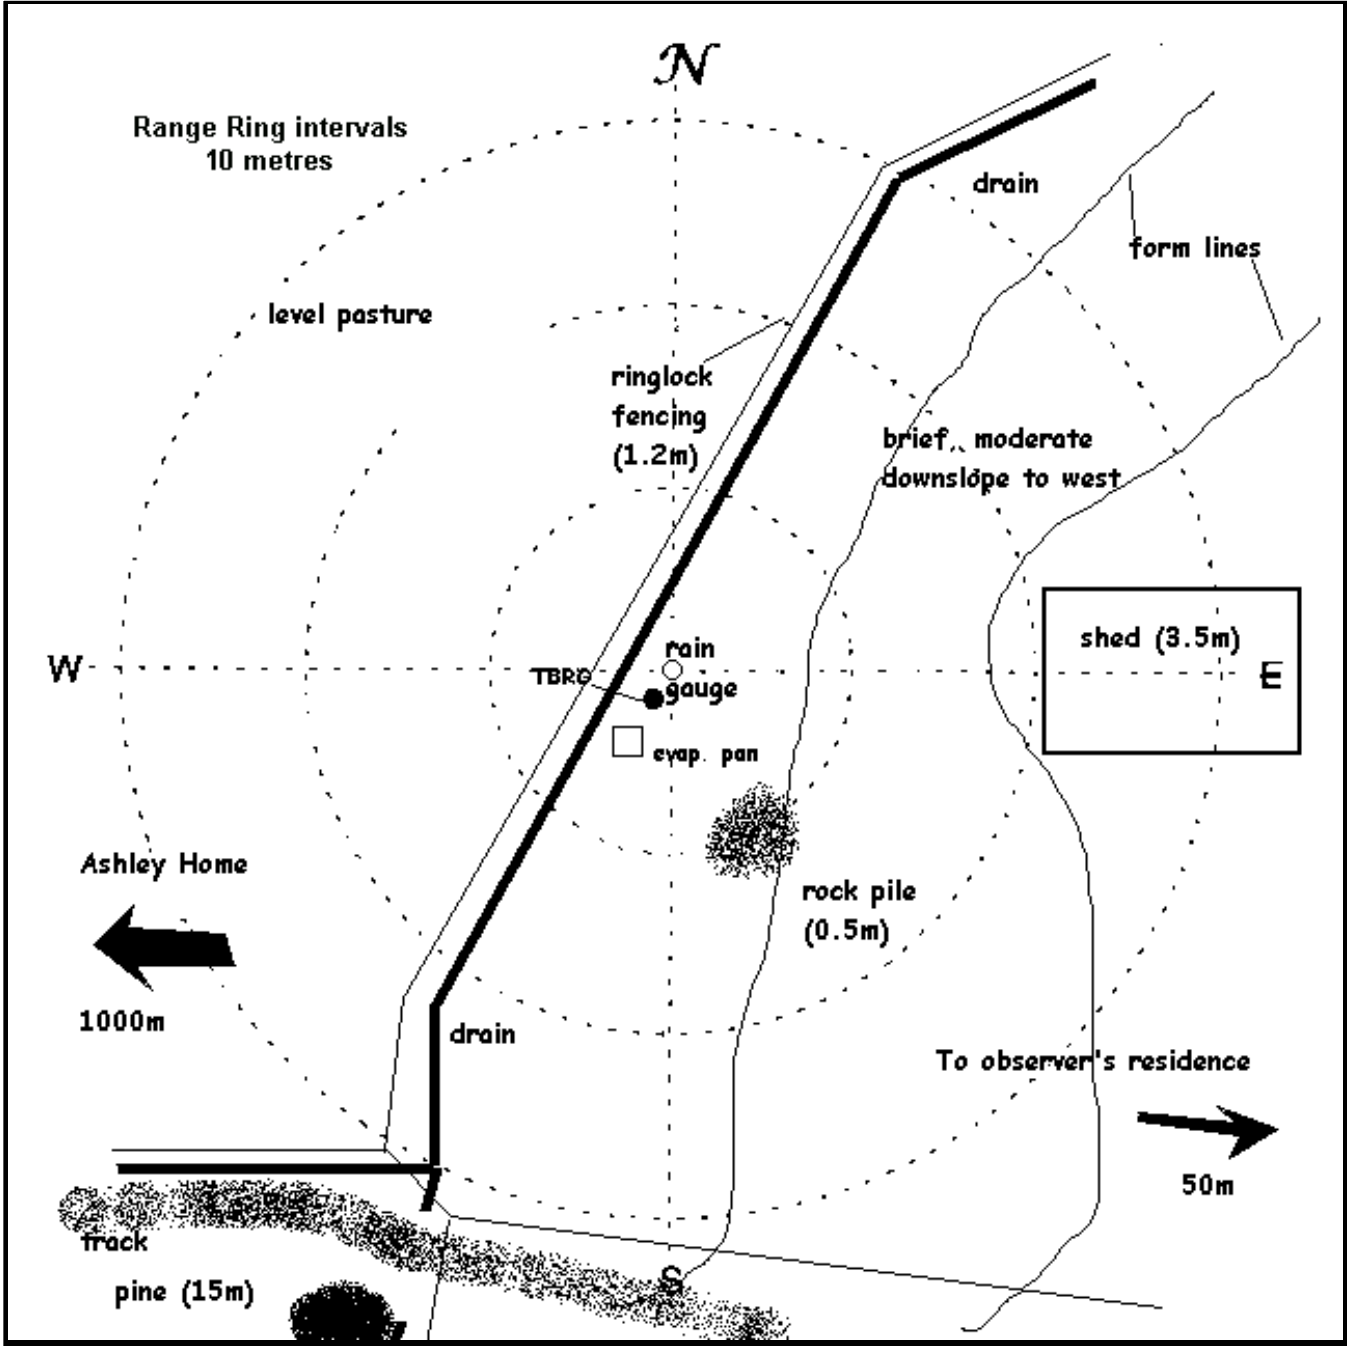 N
Range Ring intervals
10 metres
drain
form lines
level pasture
ringlock
fencing
(1.2m)
brief, moderate
downslope to west
W
TBRG
rain
gauge
shed (3.5m)
E
evap. pan
Ashley Home
1000m
rock pile
(0.5m)
drain
To observer's residence
50m
track
pine (15m)
S